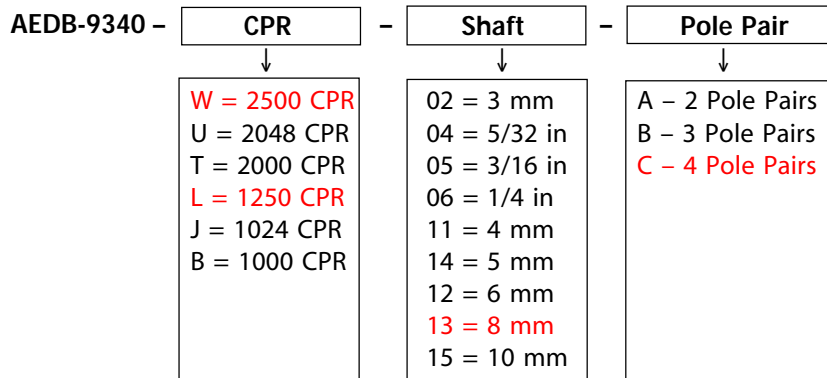 AEDB-9340 – CPR – Shaft – Pole Pair
W = 2500 CPR
U = 2048 CPR
T = 2000 CPR
L = 1250 CPR
J = 1024 CPR
B = 1000 CPR
02 = 3 mm
04 = 5/32 in
05 = 3/16 in
06 = 1/4 in
11 = 4 mm
14 = 5 mm
12 = 6 mm
13 = 8 mm
15 = 10 mm
A – 2 Pole Pairs
B – 3 Pole Pairs
C – 4 Pole Pairs